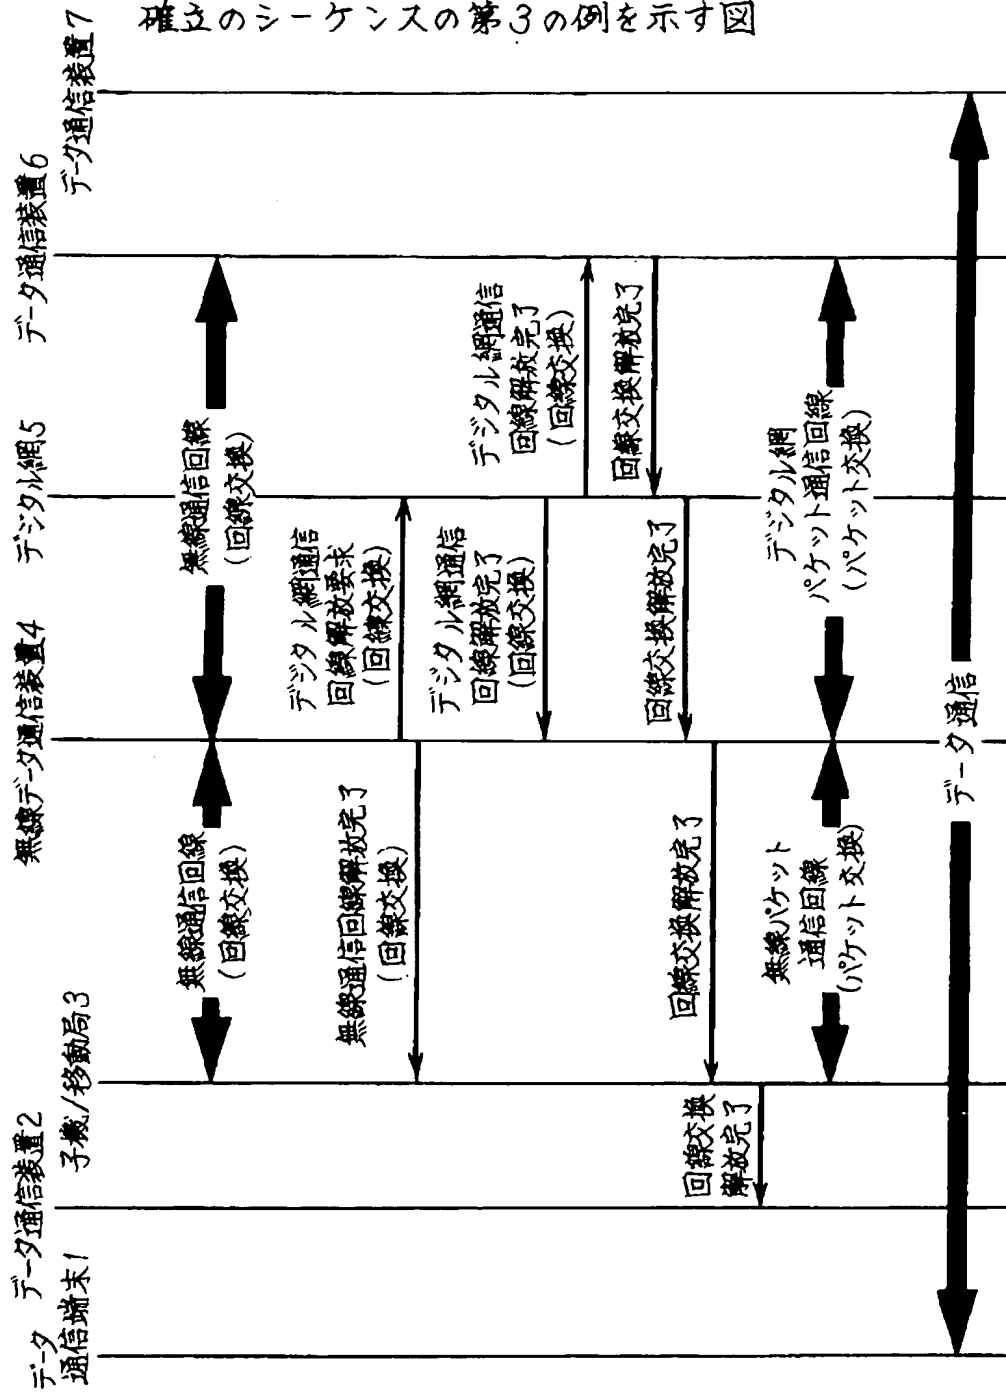 確立のシーケンスの第3の例を示す図
データ
通信端末1
データ通信装置2
子機/移動局3
無線データ通信装置4
デジタル網5
データ通信装置6
データ通信装置7
無線通信回線
(回線交換)
無線通信回線
(回線交換)
デジタル網通信
回線解放要求
(回線交換)
無線通信回線解放完了
(回線交換)
デジタル網通信
回線解放完了
(回線交換)
デジタル網通信
回線解放完了
(回線交換)
回線交換解放完了
回線交換解放完了
回線交換解放完了
回線交換
解放完了
無線パケット
通信回線
(パケット交換)
デジタル網
パケット通信回線
(パケット交換)
データ通信